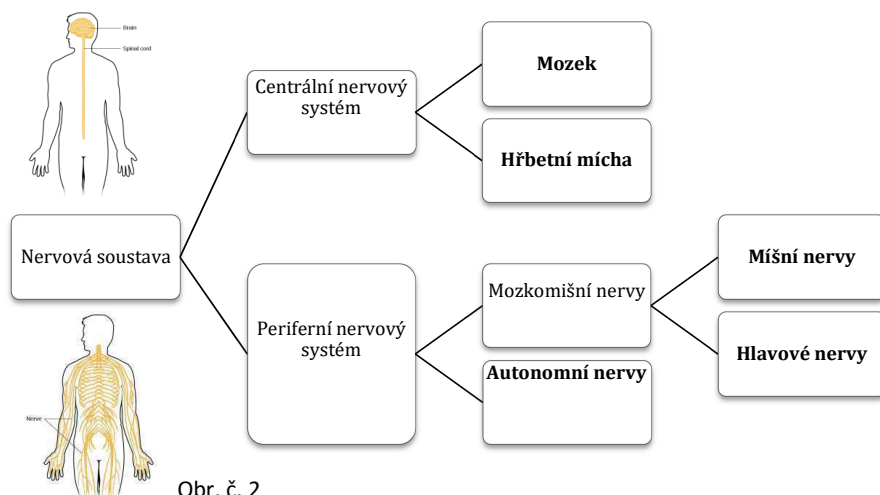 Brain
Spinal cord
Centrální nervový
systém
Mozek
Hřbetní mícha
Nervová soustava
Periferní nervový
systém
Mozkomišní nervy
Autonomní nervy
Míšní nervy
Hlavové nervy
Nerve
Obr. č. 2